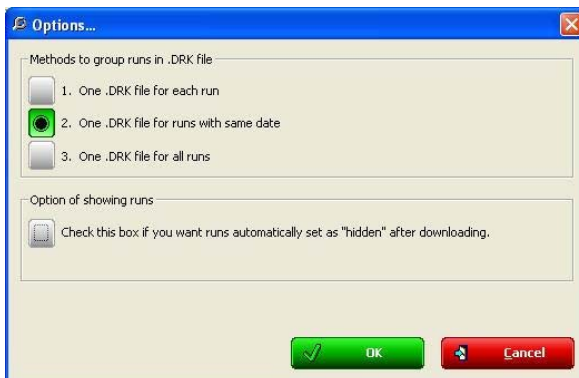 Options...
Methods to group runs in .DRK file
1. One .DRK file for each run
2. One .DRK file for runs with same date
3. One .DRK file for all runs
Option of showing runs
Check this box if you want runs automatically set as "hidden" after downloading.
OK
Cancel